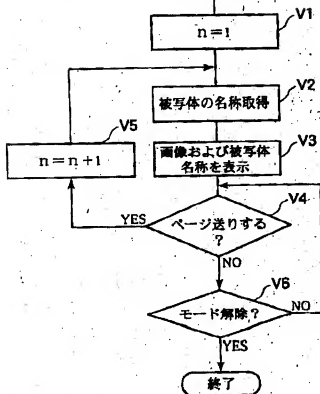 V1
n=1
V2
被写体の名称取得
V3
画像および被写体
名称を表示
V5
n=n+1
V4
YES
ページ送りする
?
NO
V6
モード解除?
NO
YES
終了